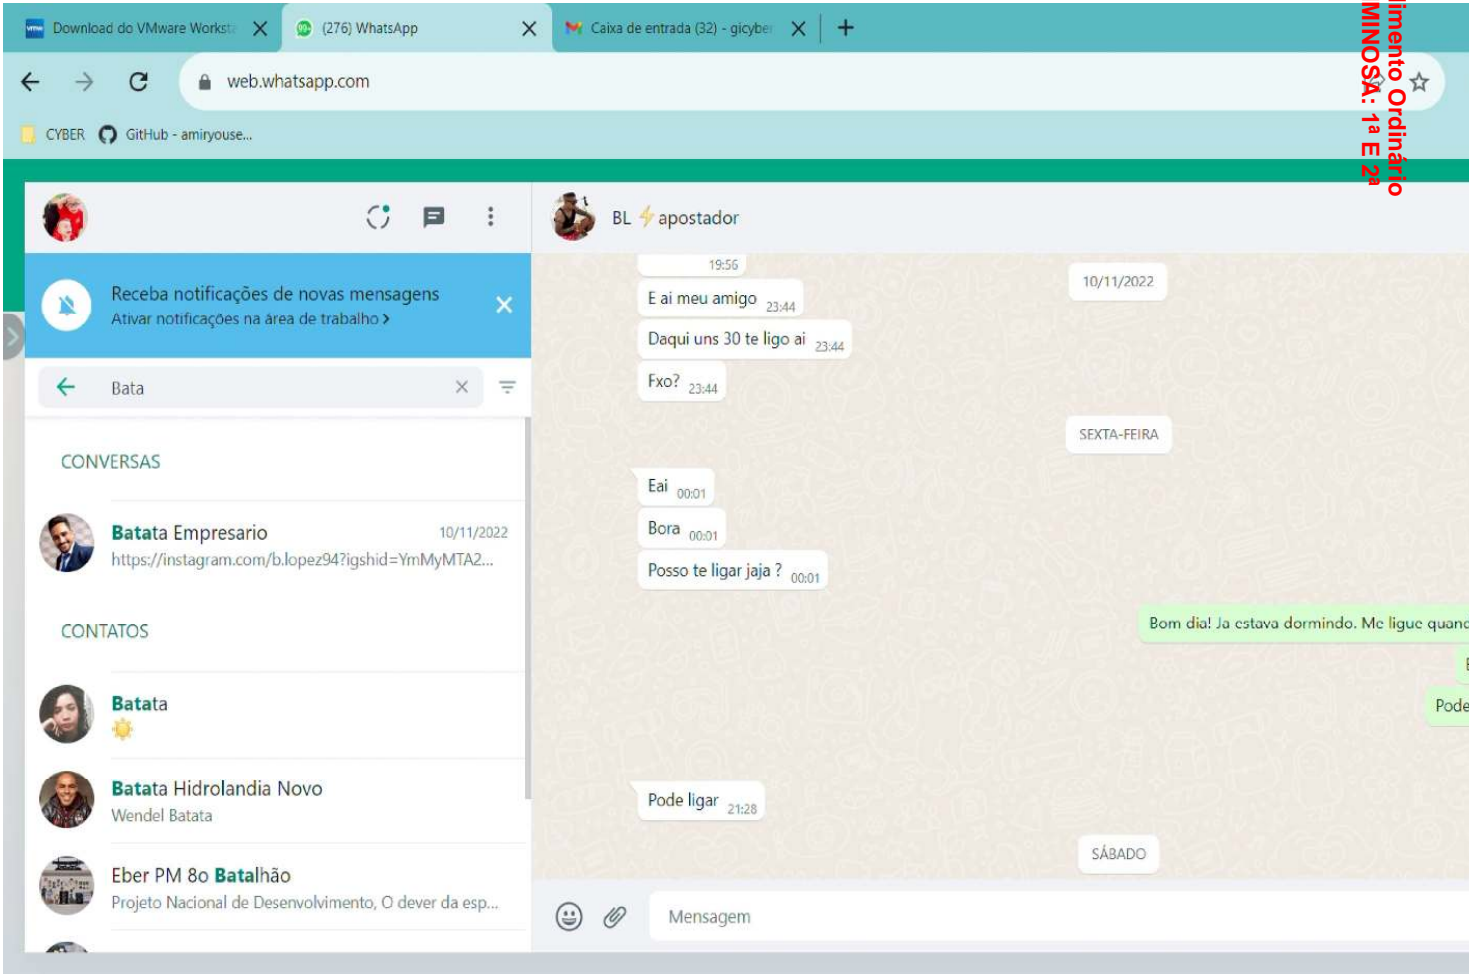 Download do VMware Worksta
(276) WhatsApp
Caixa de entrada (32) - gicyber
web.whatsapp.com
CYBER
GitHub - amiryouse...
limento Ordinário
MINOSA: 1ª E 2ª
BL ⚡ apostador
Receba notificações de novas mensagens
Ativar notificações na área de trabalho >
Bata
CONVERSAS
Batata Empresario 10/11/2022
https://instagram.com/b.lopez94?igshid=YmMyMTA2...
CONTATOS
Batata
☀
Batata Hidrolandia Novo
Wendel Batata
Eber PM 8o Batalhão
Projeto Nacional de Desenvolvimento, O dever da esp...
19:56
10/11/2022
E ai meu amigo 23:44
Daqui uns 30 te ligo ai 23:44
Fxo? 23:44
SEXTA-FEIRA
Eai 00:01
Bora 00:01
Posso te ligar jaja ? 00:01
Bom dia! Ja estava dormindo. Me ligue quand
Pode
Pode ligar 21:28
SÁBADO
Mensagem